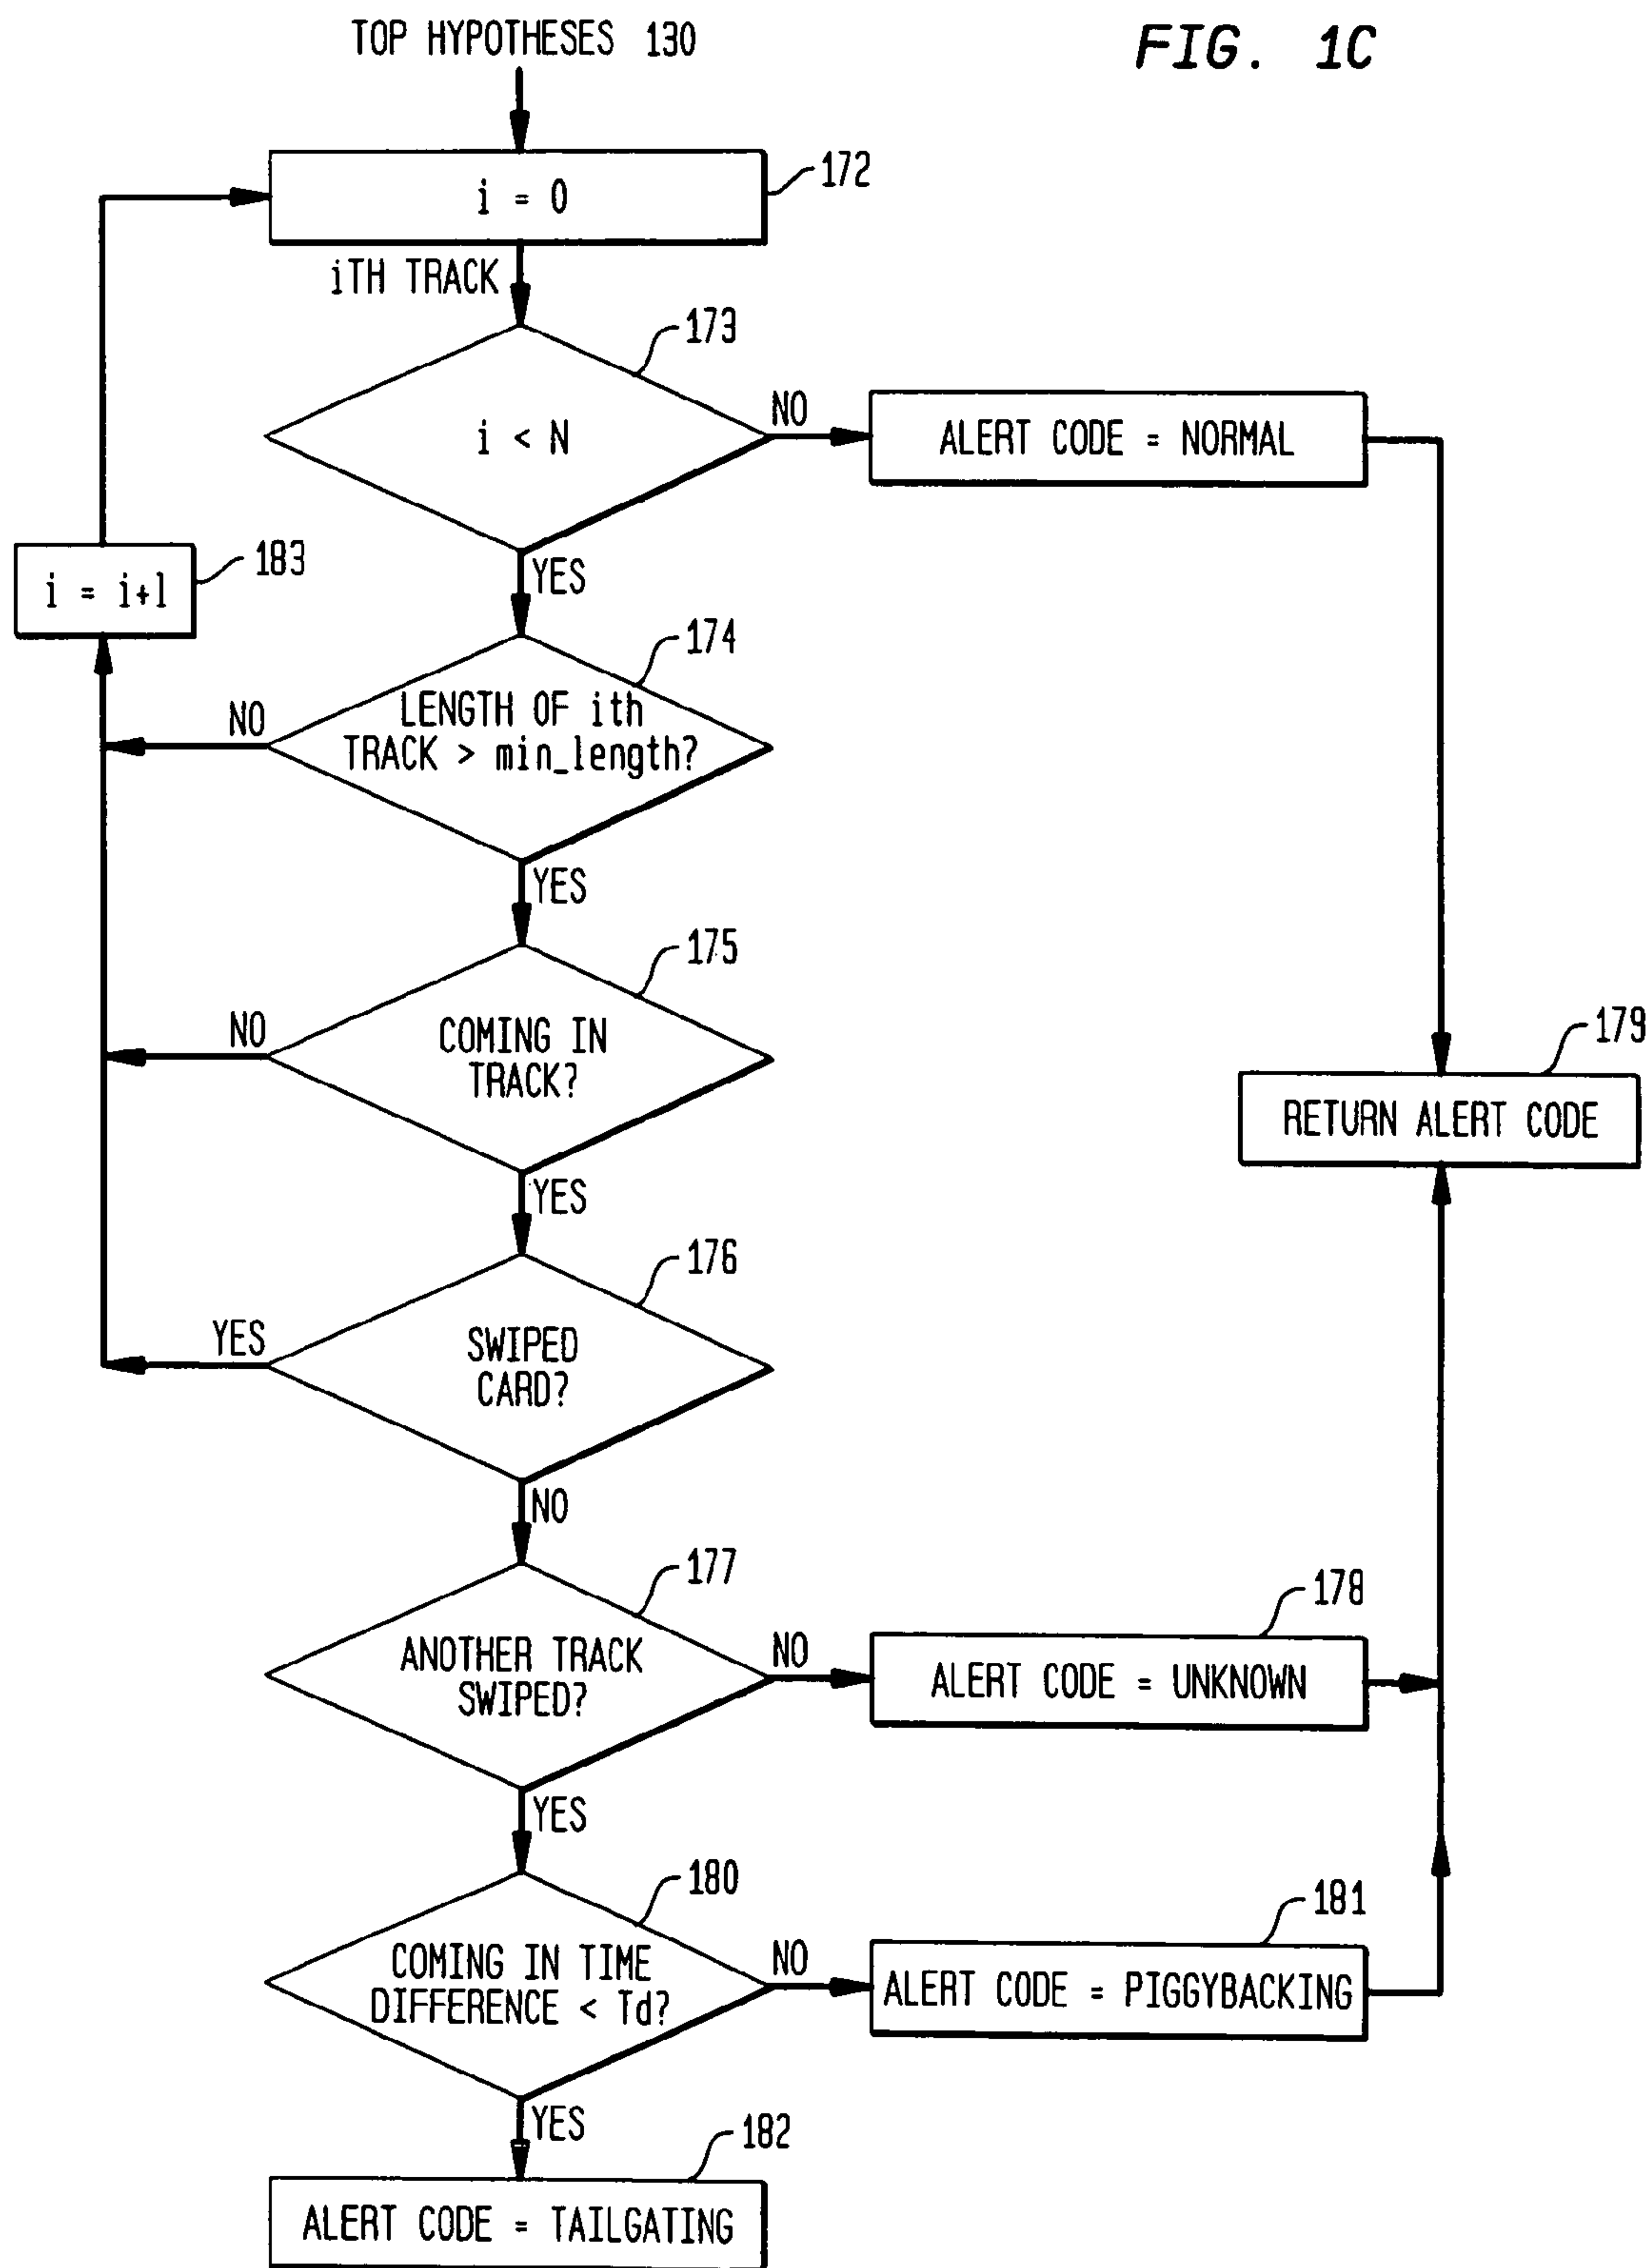 TOP HYPOTHESES 130
FIG. 1C
i = 0
172
iTH TRACK
173
i < N
NO
ALERT CODE = NORMAL
183
i = i+1
YES
174
LENGTH OF ith
TRACK > min_length?
NO
YES
175
COMING IN
TRACK?
NO
179
RETURN ALERT CODE
YES
176
SWIPED
CARD?
YES
NO
177
ANOTHER TRACK
SWIPED?
NO
178
ALERT CODE = UNKNOWN
YES
180
COMING IN TIME
DIFFERENCE < Td?
NO
181
ALERT CODE = PIGGYBACKING
YES
182
ALERT CODE = TAILGATING